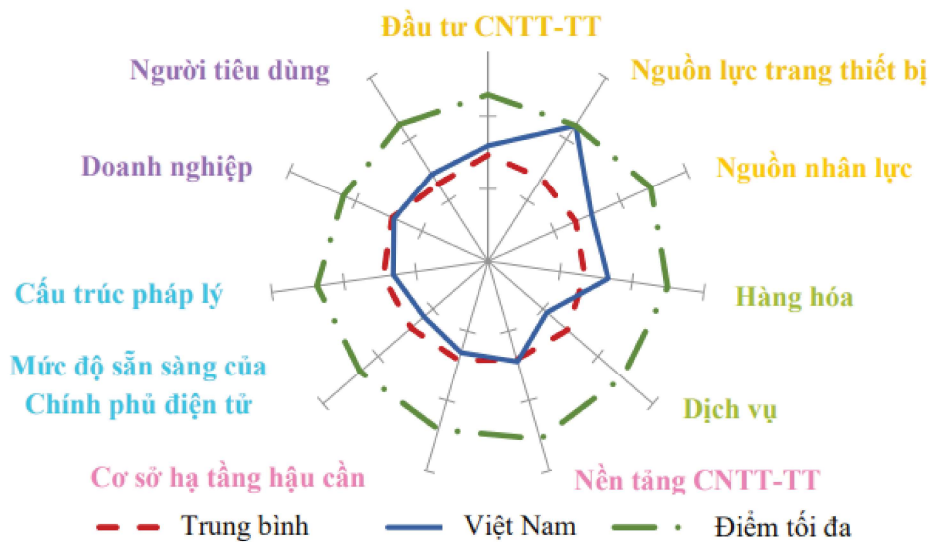 Đầu tư CNTT-TT
Người tiêu dùng
Nguồn lực trang thiết bị
Doanh nghiệp
Nguồn nhân lực
Cấu trúc pháp lý
Hàng hóa
Mức độ sẵn sàng của
Chính phủ điện tử
Dịch vụ
Cơ sở hạ tầng hậu cần
Nền tảng CNTT-TT
Trung bình
Việt Nam
Điểm tối đa